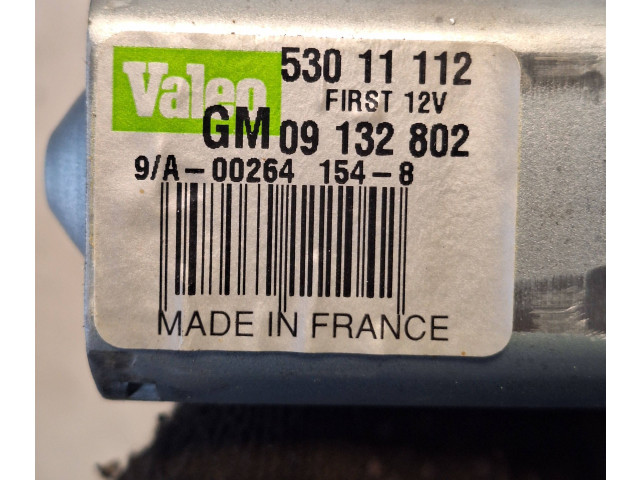 Valeo 530 11 112
FIRST 12V
GM 09 132 802
9/A-00264 154-8
MADE IN FRANCE